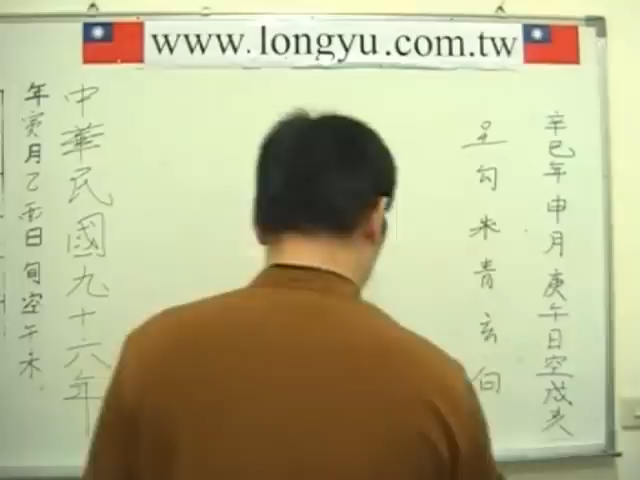 www.longyu.com.tw
辛巳年申月庚午日空戌亥
勾朱青玄白
中華民國九十六年
年寅月乙酉日旬空午未